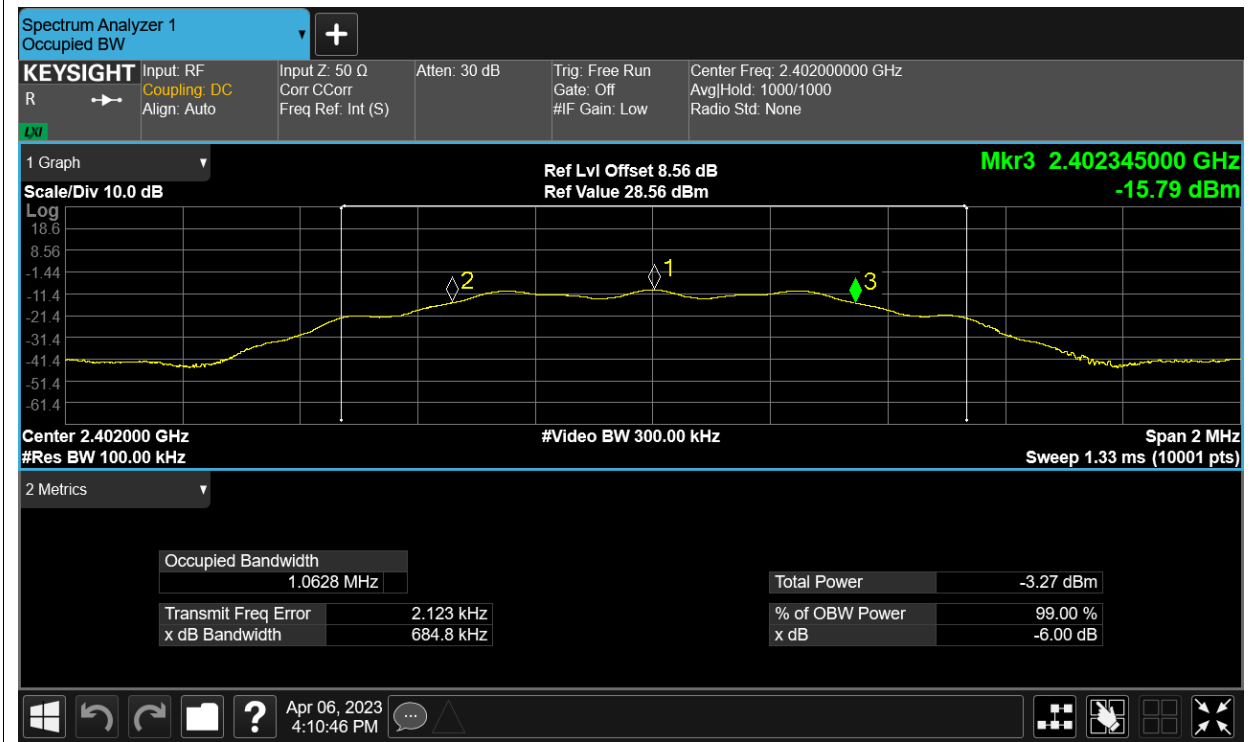 Spectrum Analyzer 1
Occupied BW
KEYSIGHT
R
LXI
Input: RF
Coupling: DC
Align: Auto
Input Z: 50 Ω
Corr CCorr
Freq Ref: Int (S)
Atten: 30 dB
Trig: Free Run
Gate: Off
#IF Gain: Low
Center Freq: 2.402000000 GHz
Avg|Hold: 1000/1000
Radio Std: None
1 Graph
Scale/Div 10.0 dB
Ref Lvl Offset 8.56 dB
Ref Value 28.56 dBm
Mkr3 2.402345000 GHz
-15.79 dBm
Log
18.6
8.56
-1.44
-11.4
-21.4
-31.4
-41.4
-51.4
-61.4
2
1
3
Center 2.402000 GHz
#Res BW 100.00 kHz
#Video BW 300.00 kHz
Span 2 MHz
Sweep 1.33 ms (10001 pts)
2 Metrics
Occupied Bandwidth
1.0628 MHz
Transmit Freq Error 2.123 kHz
x dB Bandwidth 684.8 kHz
Total Power -3.27 dBm
% of OBW Power 99.00 %
x dB -6.00 dB
?
Apr 06, 2023
4:10:46 PM